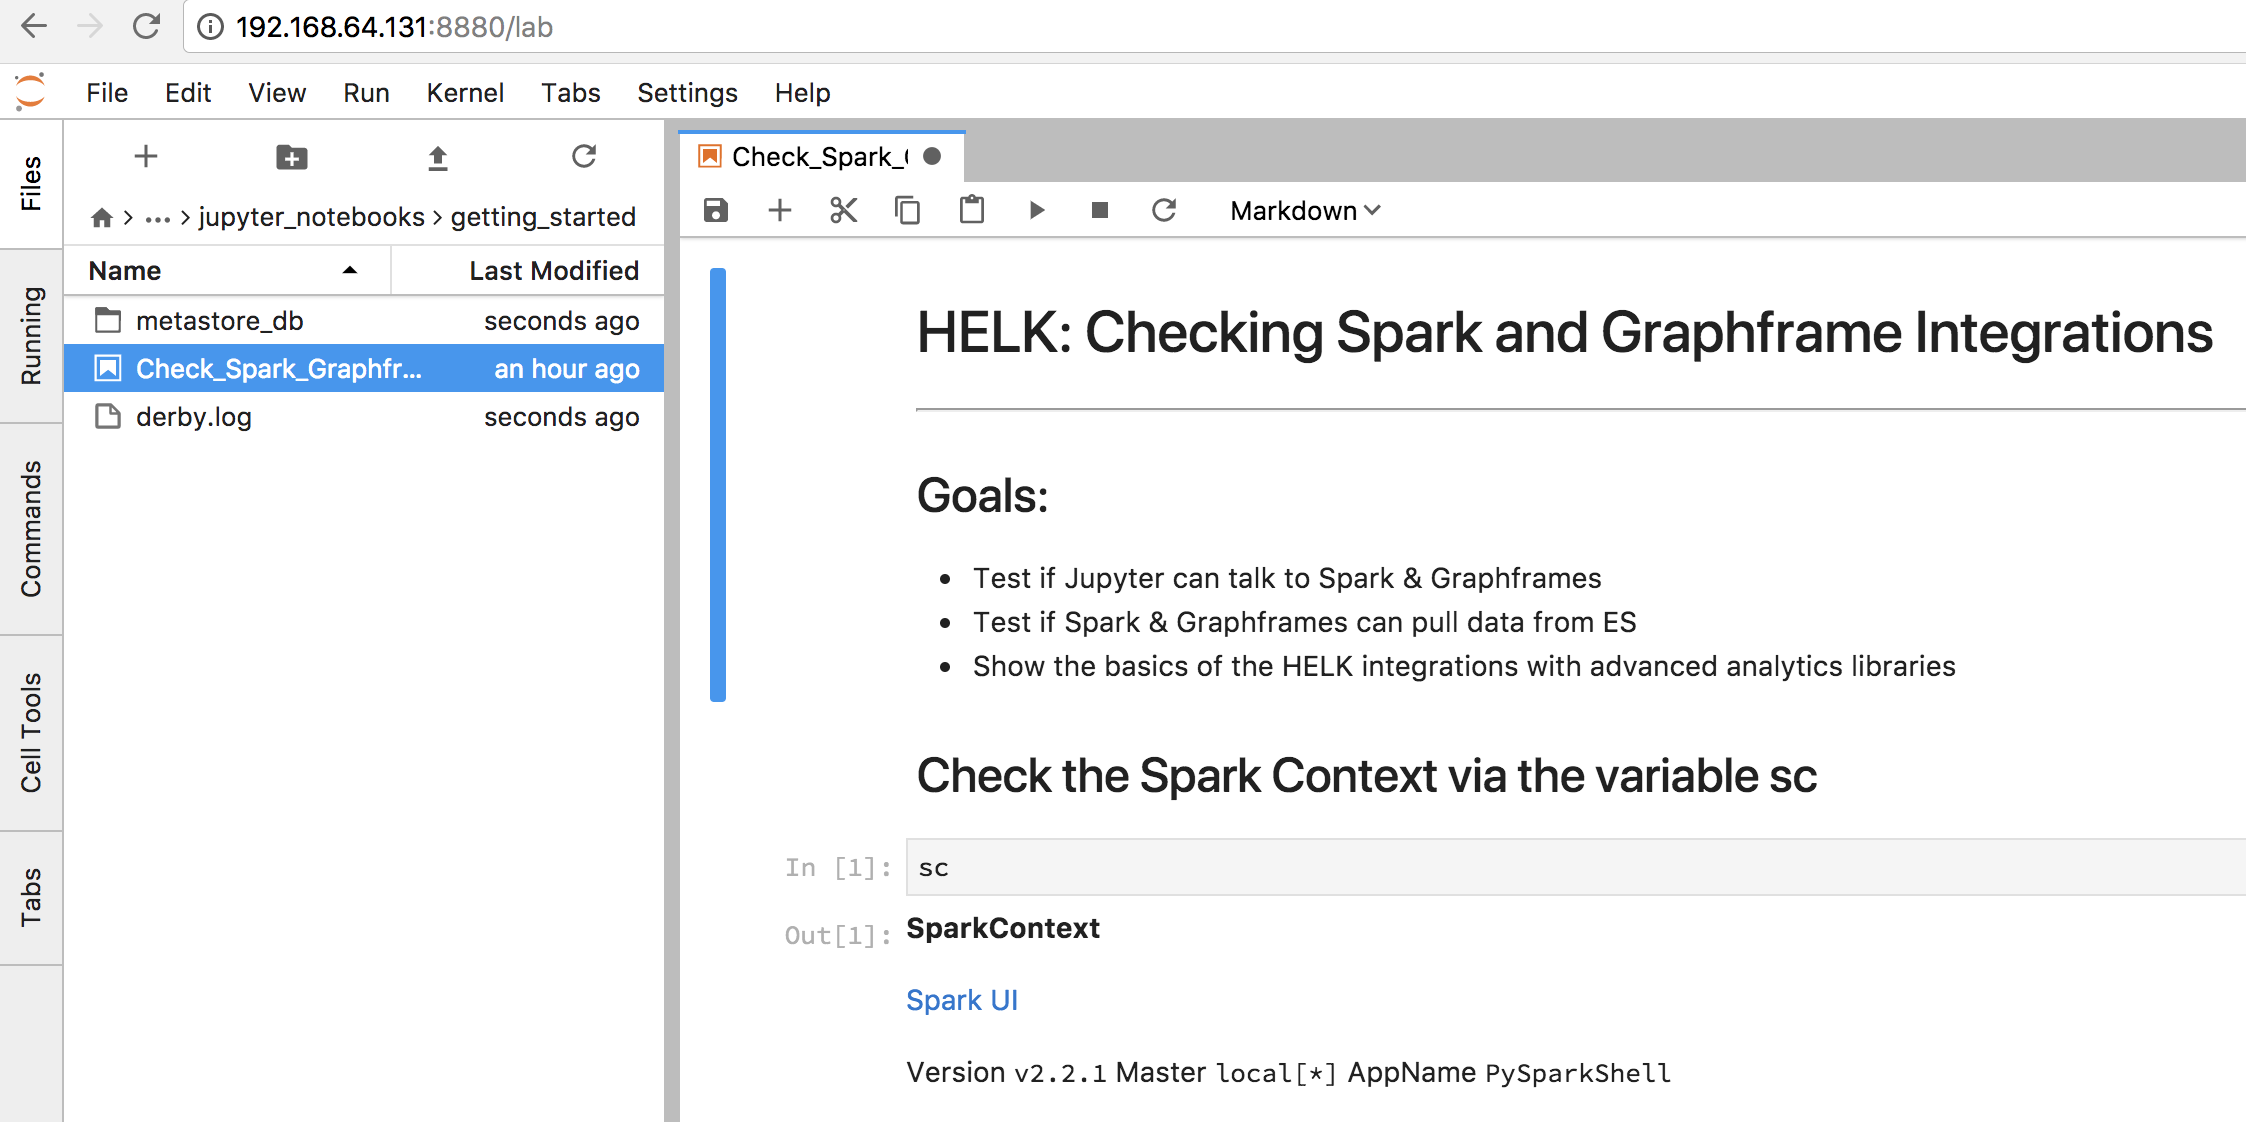 192.168.64.131:8880/lab
File Edit View Run Kernel Tabs Settings Help
Files
Running
Commands
Cell Tools
Tabs
... > jupyter_notebooks > getting_started
Name Last Modified
metastore_db seconds ago
Check_Spark_Graphfr... an hour ago
derby.log seconds ago
Check_Spark_
Markdown
HELK: Checking Spark and Graphframe Integrations
Goals:
• Test if Jupyter can talk to Spark & Graphframes
• Test if Spark & Graphframes can pull data from ES
• Show the basics of the HELK integrations with advanced analytics libraries
Check the Spark Context via the variable sc
In [1]: sc
Out[1]: SparkContext
Spark UI
Version v2.2.1 Master local[*] AppName PySparkShell